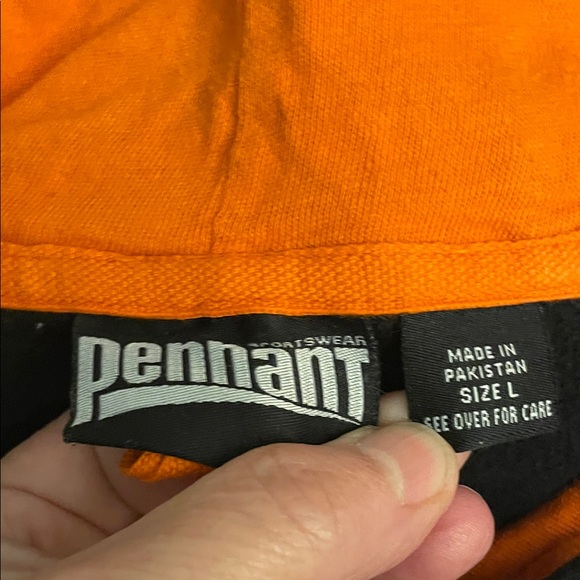 SPORTSWEAR
PennanT
MADE IN
PAKISTAN
SIZE L
SEE OVER FOR CARE